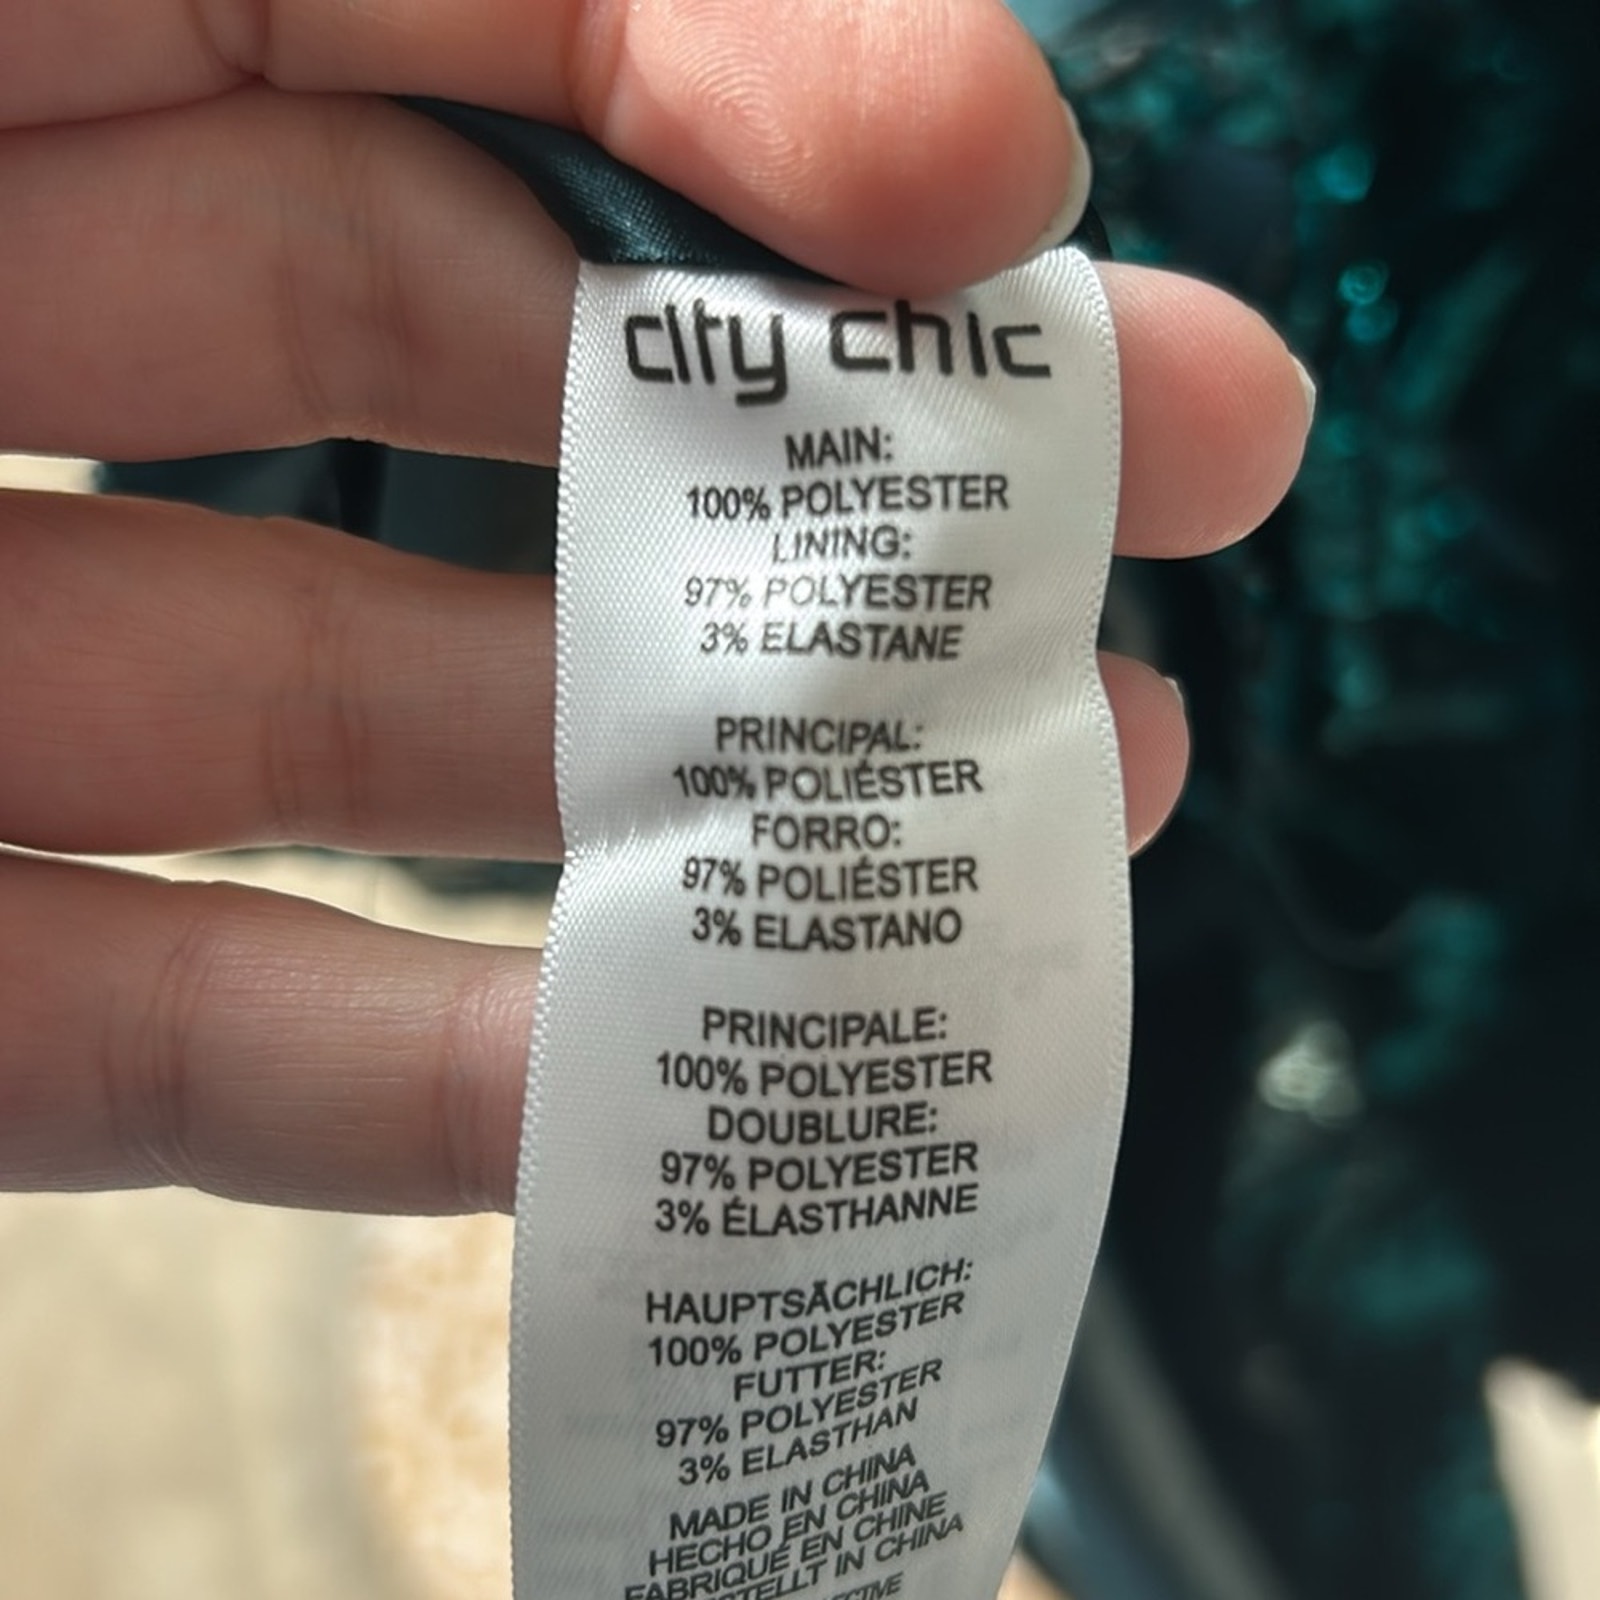 city chic
MAIN:
100% POLYESTER
LINING:
97% POLYESTER
3% ELASTANE
PRINCIPAL:
100% POLIÉSTER
FORRO:
97% POLIÉSTER
3% ELASTANO
PRINCIPALE:
100% POLYESTER
DOUBLURE:
97% POLYESTER
3% ÉLASTHANNE
HAUPTSÄCHLICH:
100% POLYESTER
FUTTER:
97% POLYESTER
3% ELASTHAN
MADE IN CHINA
HECHO EN CHINA
FABRIQUÉ EN CHINE
IN CHINA